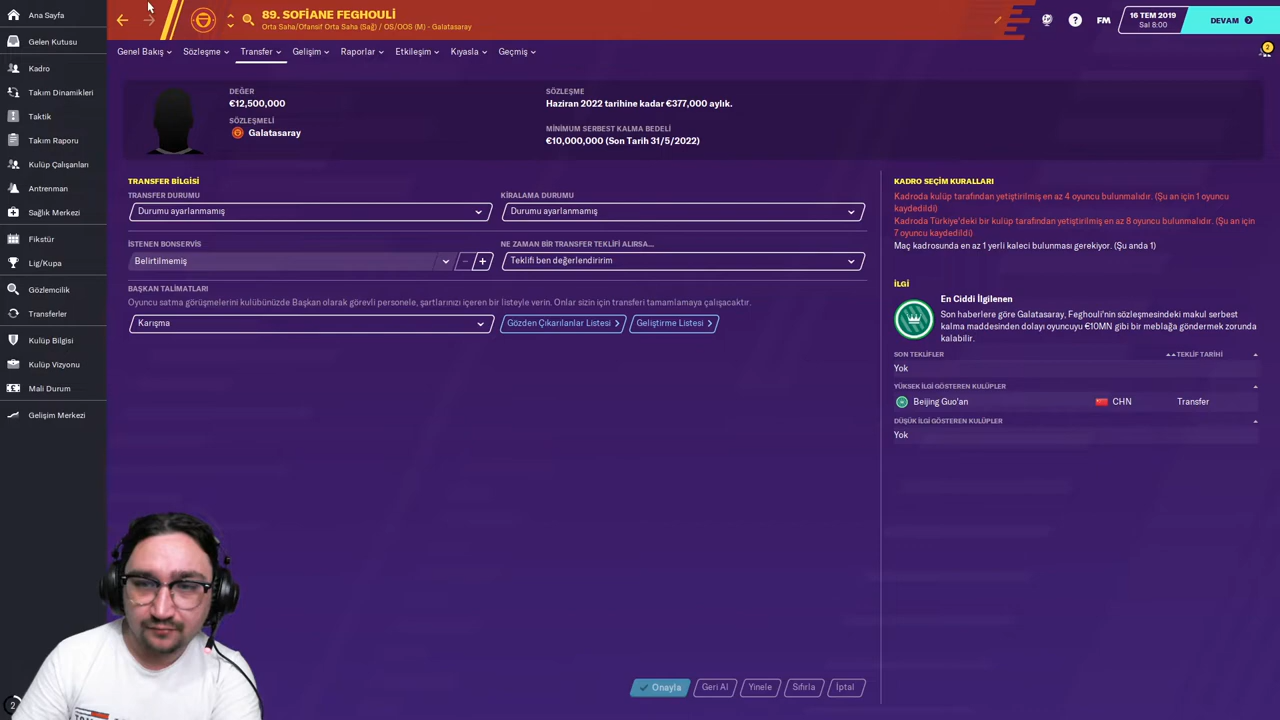 89. SOFİANE FEGHOULİ
Orta Saha/Ofansif Orta Saha (Sağ) / OS/OOS (M) - Galatasaray
FM
16 TEM 2019
Sal 8:00
DEVAM
Genel Bakış
Sözleşme
Transfer
Gelişim
Raporlar
Etkileşim
Kıyasla
Geçmiş
2
Ana Sayfa
Gelen Kutusu
Kadro
Takım Dinamikleri
Taktik
Takım Raporu
Kulüp Çalışanları
Antrenman
Sağlık Merkezi
Fikstür
Lig/Kupa
Gözlemcilik
Transferler
Kulüp Bilgisi
Kulüp Vizyonu
Mali Durum
Gelişim Merkezi
2
DEĞER
€12,500,000
SÖZLEŞMELİ
Galatasaray
SÖZLEŞME
Haziran 2022 tarihine kadar €377,000 aylık.
MİNİMUM SERBEST KALMA BEDELİ
€10,000,000 (Son Tarih 31/5/2022)
TRANSFER BİLGİSİ
TRANSFER DURUMU
Durumu ayarlanmamış
KİRALAMA DURUMU
Durumu ayarlanmamış
İSTENEN BONSERVİS
Belirtilmemiş
NE ZAMAN BİR TRANSFER TEKLİFİ ALIRSA...
Teklifi ben değerlendiririm
BAŞKAN TALİMATLARI
Oyuncu satma görüşmelerini kulübünüzde Başkan olarak görevli personele, şartlarınızı içeren bir listeyle verin. Onlar sizin için transferi tamamlamaya çalışacaktır.
Karışma
Gözden Çıkarılanlar Listesi
Geliştirme Listesi
KADRO SEÇİM KURALLARI
Kadroda kulüp tarafından yetiştirilmiş en az 4 oyuncu bulunmalıdır. (Şu an için 1 oyuncu
kaydedildi)
Kadroda Türkiye'deki bir kulüp tarafından yetiştirilmiş en az 8 oyuncu bulunmalıdır. (Şu an için
7 oyuncu kaydedildi)
Maç kadrosunda en az 1 yerli kaleci bulunması gerekiyor. (Şu anda 1)
İLGİ
En Ciddi İlgilenen
Son haberlere göre Galatasaray, Feghouli'nin sözleşmesindeki makul serbest
kalma maddesinden dolayı oyuncuyu €10MN gibi bir meblağa göndermek zorunda
kalabilir.
SON TEKLİFLER
TEKLİF TARİHİ
Yok
YÜKSEK İLGİ GÖSTEREN KULÜPLER
Beijing Guo'an
CHN
Transfer
DÜŞÜK İLGİ GÖSTEREN KULÜPLER
Yok
Onayla
Geri Al
Yinele
Sıfırla
İptal